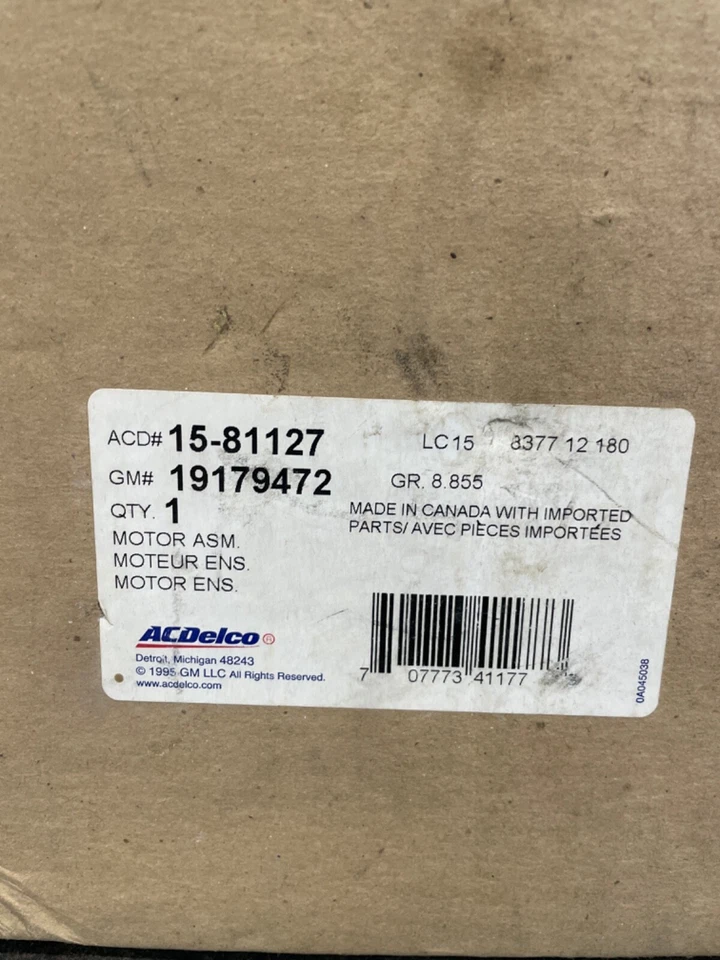 ACD# 15-81127
LC15 8377 12 180
GM# 19179472
GR. 8.855
QTY. 1
MADE IN CANADA WITH IMPORTED
PARTS/ AVEC PIÈCES IMPORTÉES
MOTOR ASM.
MOTEUR ENS.
MOTOR ENS.
ACDelco ®
Detroit, Michigan 48243
© 1995 GM LLC All Rights Reserved.
www.acdelco.com
7 07773 41177
0A045038